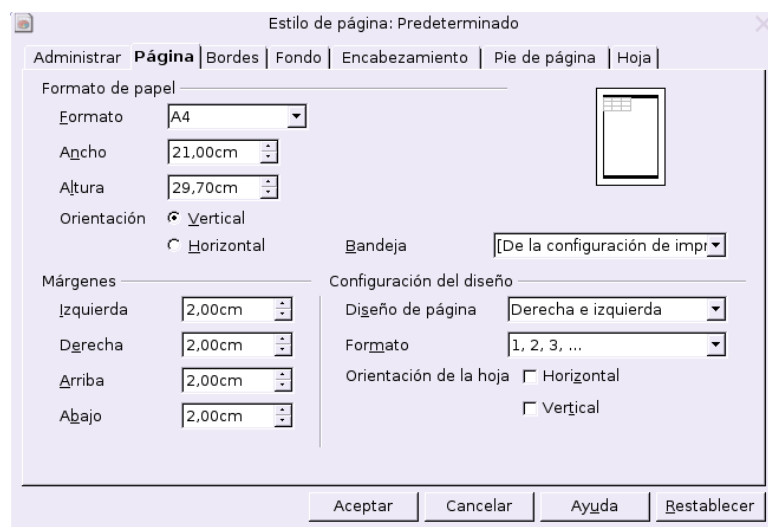 Estilo de página: Predeterminado
Administrar Página Bordes Fondo Encabezamiento Pie de página Hoja
Formato de papel
Formato A4
Ancho 21,00cm
Altura 29,70cm
Orientación Vertical
Horizontal Bandeja [De la configuración de impr
Márgenes Configuración del diseño
Izquierda 2,00cm Diseño de página Derecha e izquierda
Derecha 2,00cm Formato 1, 2, 3, ...
Arriba 2,00cm Orientación de la hoja Horizontal
Abajo 2,00cm Vertical
Aceptar Cancelar Ayuda Restablecer